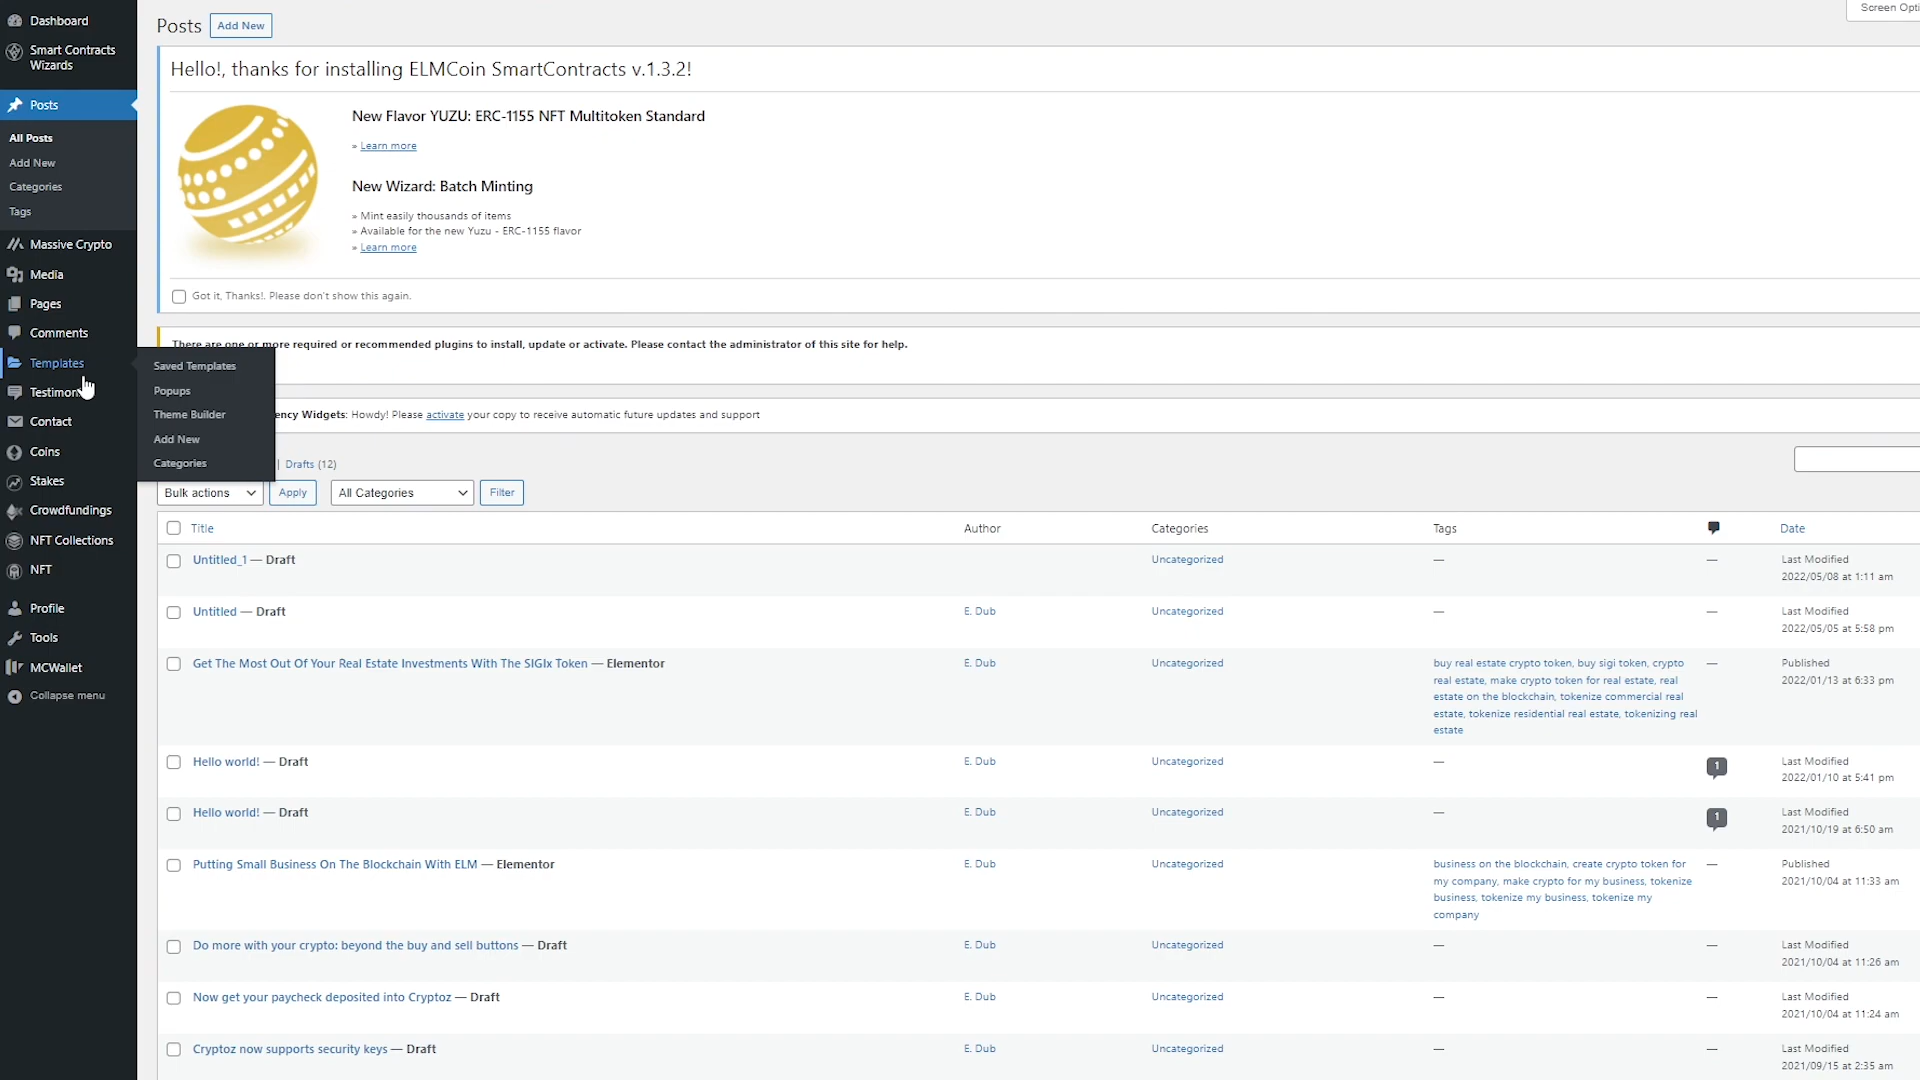 Dashboard
Smart Contracts
Wizards
Posts
All Posts
Add New
Categories
Tags
Massive Crypto
Media
Pages
Comments
Templates
Contact
Coins
Stakes
Crowdfundings
NFT Collections
NFT
Profile
Tools
MCWallet
Collapse menu
Saved Templates
Popups
Theme Builder
Add New
Categories
Posts Add New
Screen Opti
Hello!, thanks for installing ELMCoin SmartContracts v.1.3.2!
New Flavor YUZU: ERC-1155 NFT Multitoken Standard
» Learn more
New Wizard: Batch Minting
» Mint easily thousands of items
» Available for the new Yuzu - ERC-1155 flavor
» Learn more
Got it, Thanks!. Please don't show this again.
There are one or more required or recommended plugins to install, update or activate. Please contact the administrator of this site for help.
ency Widgets: Howdy! Please activate your copy to receive automatic future updates and support
| Drafts (12)
Bulk actions Apply All Categories Filter
Title Author Categories Tags Date
Untitled_1 — Draft Uncategorized — — Last Modified
2022/05/08 at 1:11 am
Untitled — Draft E. Dub Uncategorized — Last Modified
2022/05/05 at 5:58 pm
Get The Most Out Of Your Real Estate Investments With The SIGIx Token — Elementor E. Dub Uncategorized buy real estate crypto token, buy sigi token, crypto — Published
real estate, make crypto token for real estate, real 2022/01/13 at 6:33 pm
estate on the blockchain, tokenize commercial real
estate, tokenize residential real estate, tokenizing real
estate
Hello world! — Draft E. Dub Uncategorized — 1 Last Modified
2022/01/10 at 5:41 pm
Hello world! — Draft E. Dub Uncategorized — 1 Last Modified
2021/10/19 at 6:50 am
Putting Small Business On The Blockchain With ELM — Elementor E. Dub Uncategorized business on the blockchain, create crypto token for — Published
my company, make crypto for my business, tokenize 2021/10/04 at 11:33 am
business, tokenize my business, tokenize my
company
Do more with your crypto: beyond the buy and sell buttons — Draft E. Dub Uncategorized — — Last Modified
2021/10/04 at 11:26 am
Now get your paycheck deposited into Cryptoz — Draft E. Dub Uncategorized — — Last Modified
2021/10/04 at 11:24 am
Cryptoz now supports security keys — Draft E. Dub Uncategorized — — Last Modified
2021/09/15 at 2:35 am